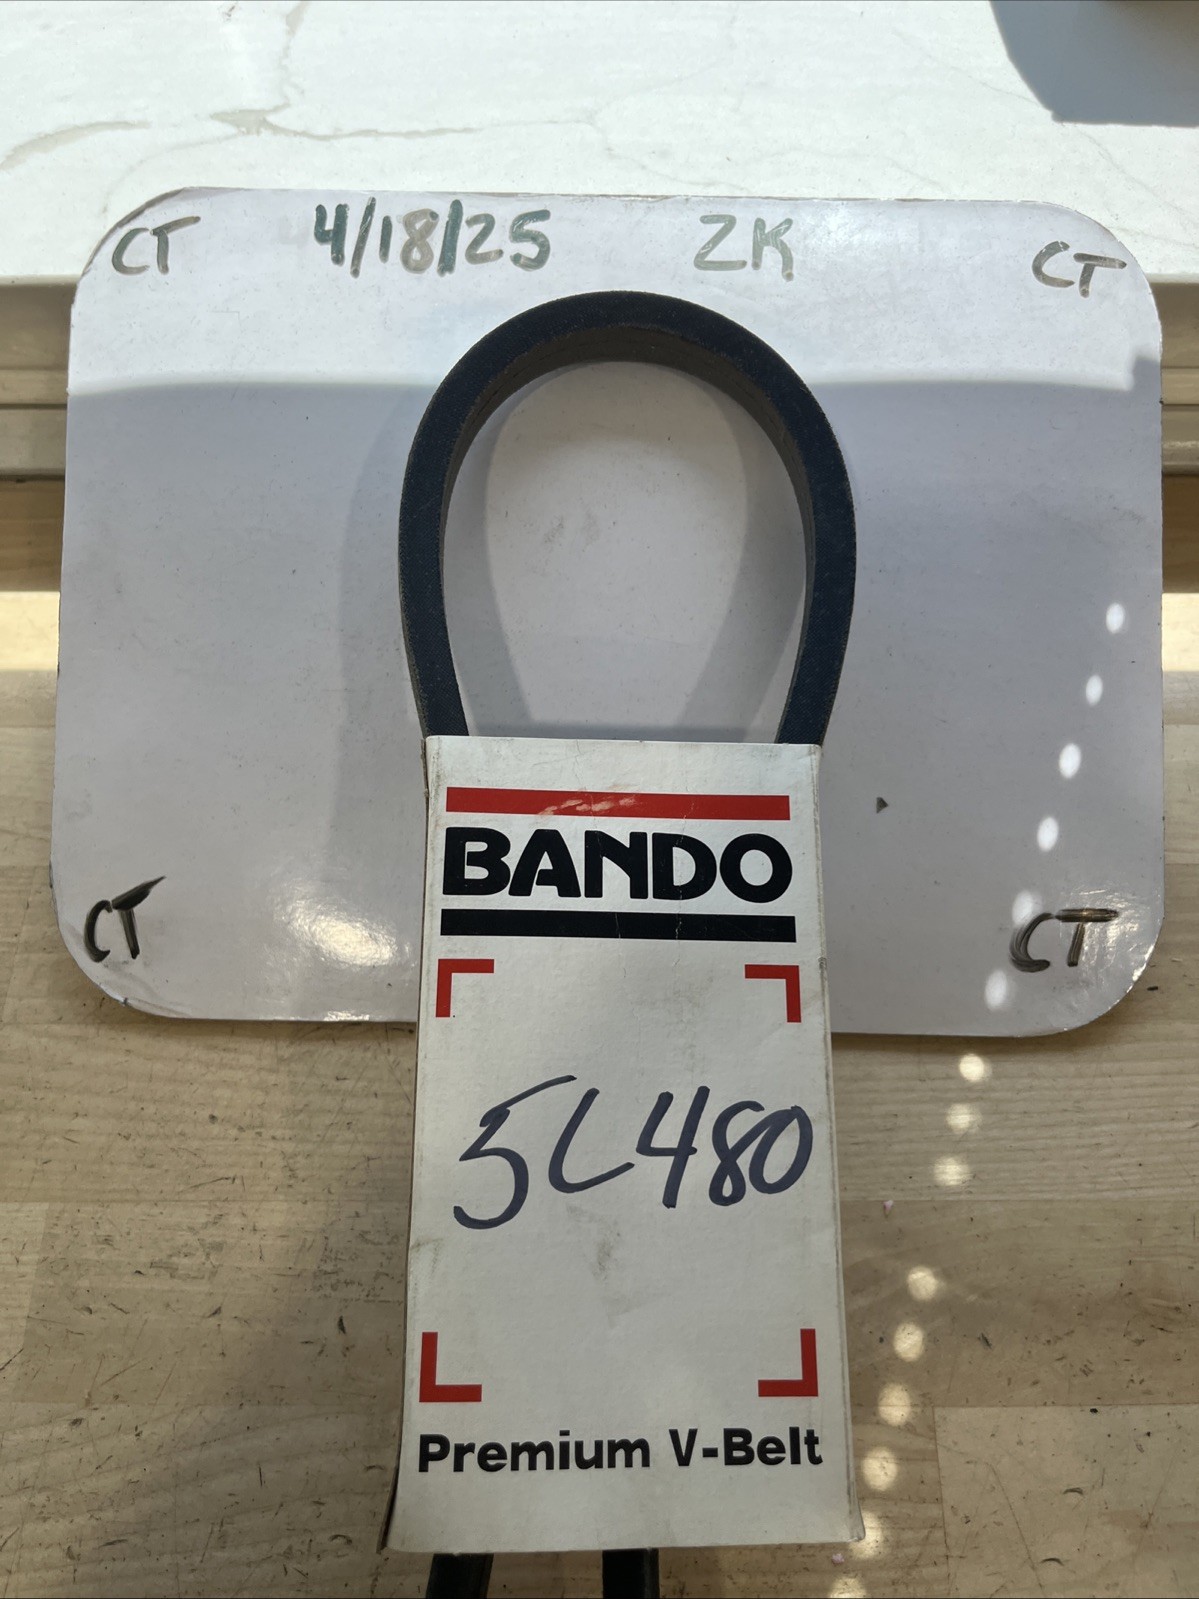 CT 4/18/25 ZK CT
BANDO
CT CT
5L480
Premium V-Belt